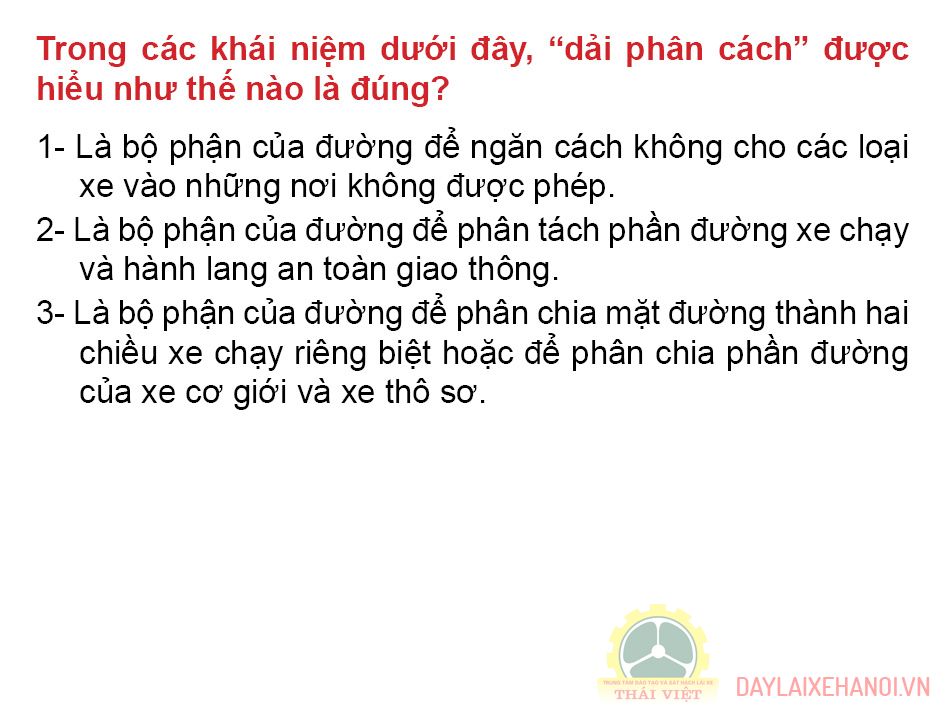 Trong các khái niệm dưới đây, “dải phân cách” được
hiểu như thế nào là đúng?
1- Là bộ phận của đường để ngăn cách không cho các loại
xe vào những nơi không được phép.
2- Là bộ phận của đường để phân tách phần đường xe chạy
và hành lang an toàn giao thông.
3- Là bộ phận của đường để phân chia mặt đường thành hai
chiều xe chạy riêng biệt hoặc để phân chia phần đường
của xe cơ giới và xe thô sơ.
TRUNG TÂM ĐÀO TẠO VÀ SÁT HẠCH LÁI XE
THÁI VIỆT
DAYLAIXEHANOI.VN